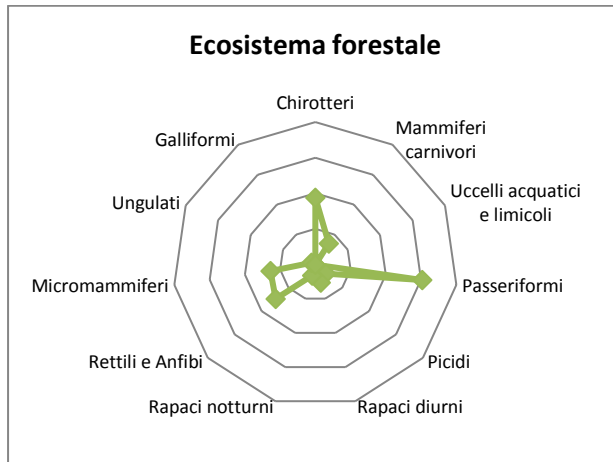 Ecosistema forestale
Chirotteri
Mammiferi
carnivori
Uccelli acquatici
e limicoli
Passeriformi
Picidi
Rapaci diurni
Rapaci notturni
Rettili e Anfibi
Micromammiferi
Ungulati
Galliformi